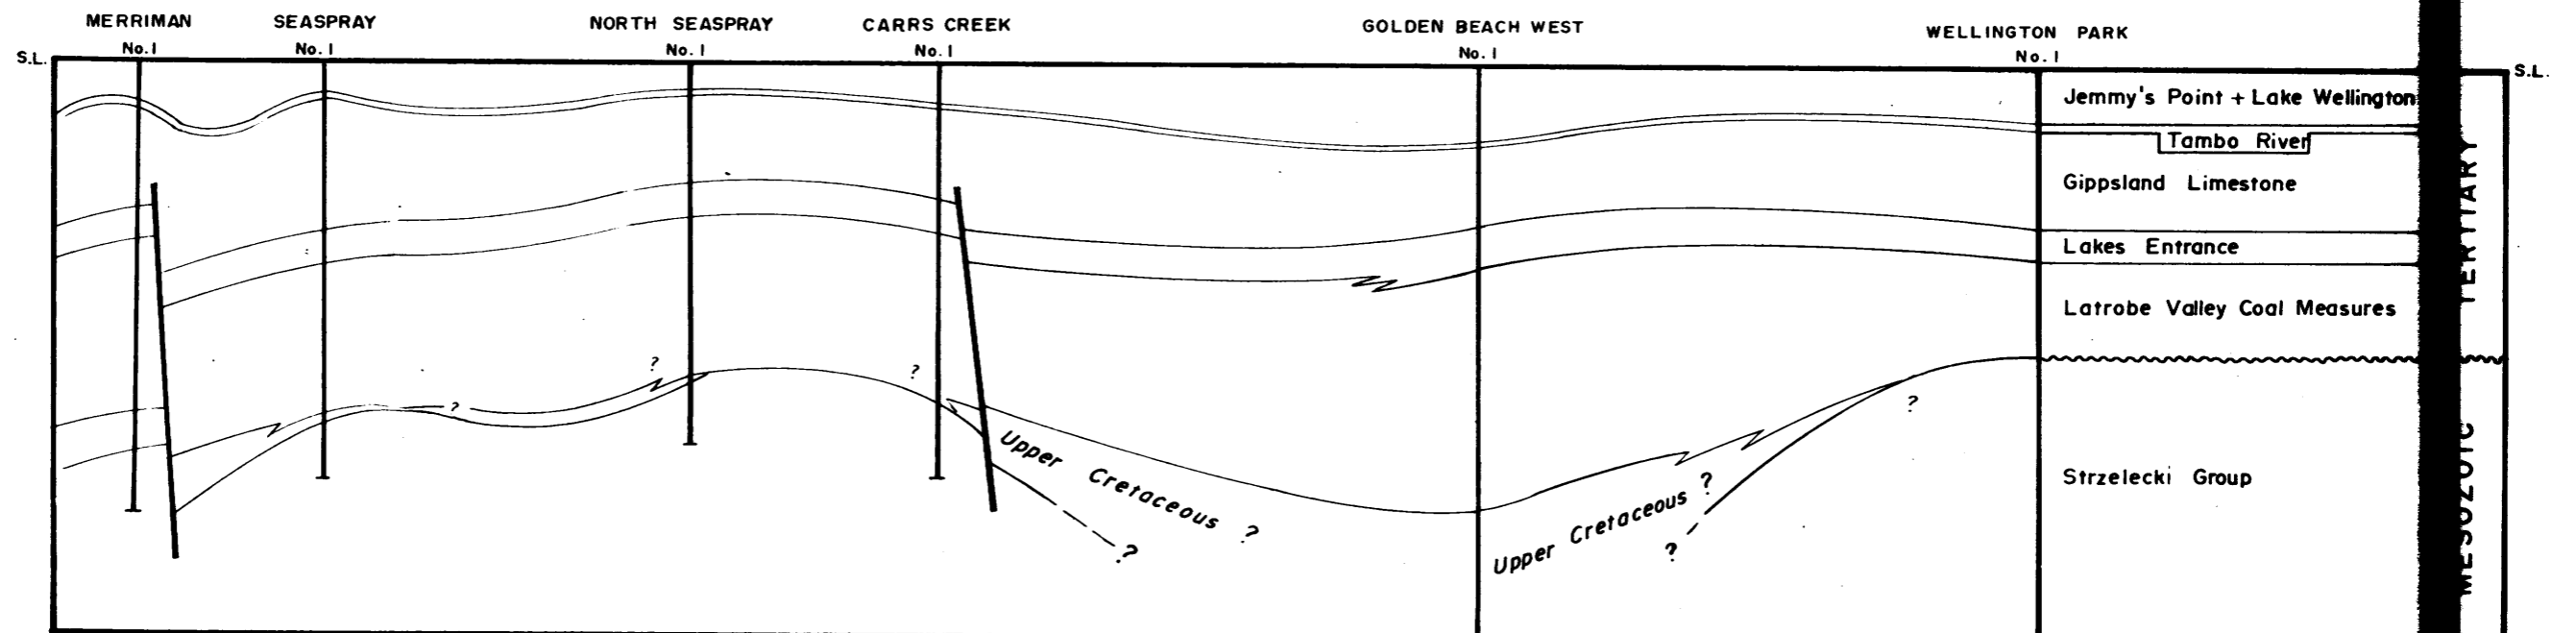 MERRIMAN
No. 1
SEASPRAY
No. 1
NORTH SEASPRAY
No. 1
CARRS CREEK
No. 1
GOLDEN BEACH WEST
No. 1
WELLINGTON PARK
No. 1
S.L.
S.L.
Jemmy's Point + Lake Wellington
Tambo River
Gippsland Limestone
Lakes Entrance
Latrobe Valley Coal Measures
Strzelecki Group
TERTIARY
MESOZOIC
?
?
?
Upper Cretaceous ?
?
Upper Cretaceous ?
?
?